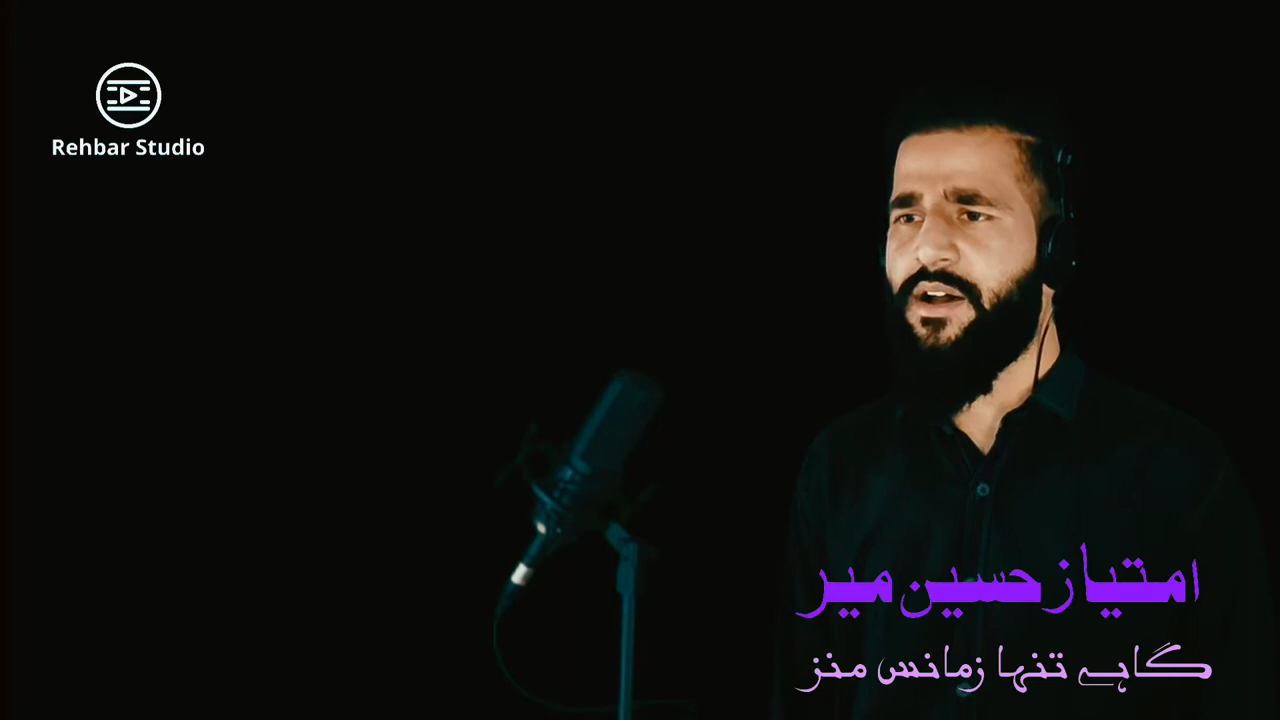 Rehbar Studio
امتیاز حسین میر
گاہے تنہا زمانس منز